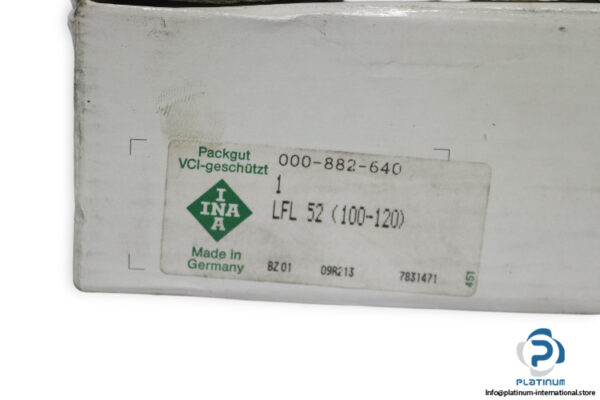 Packgut
VCI-geschützt
000-882-640
1
INA
INA
LFL 52 (100-120)
Made in
Germany
BZ 01 09R213 7831471
451
PLATINUM
Info@platinum-international.store